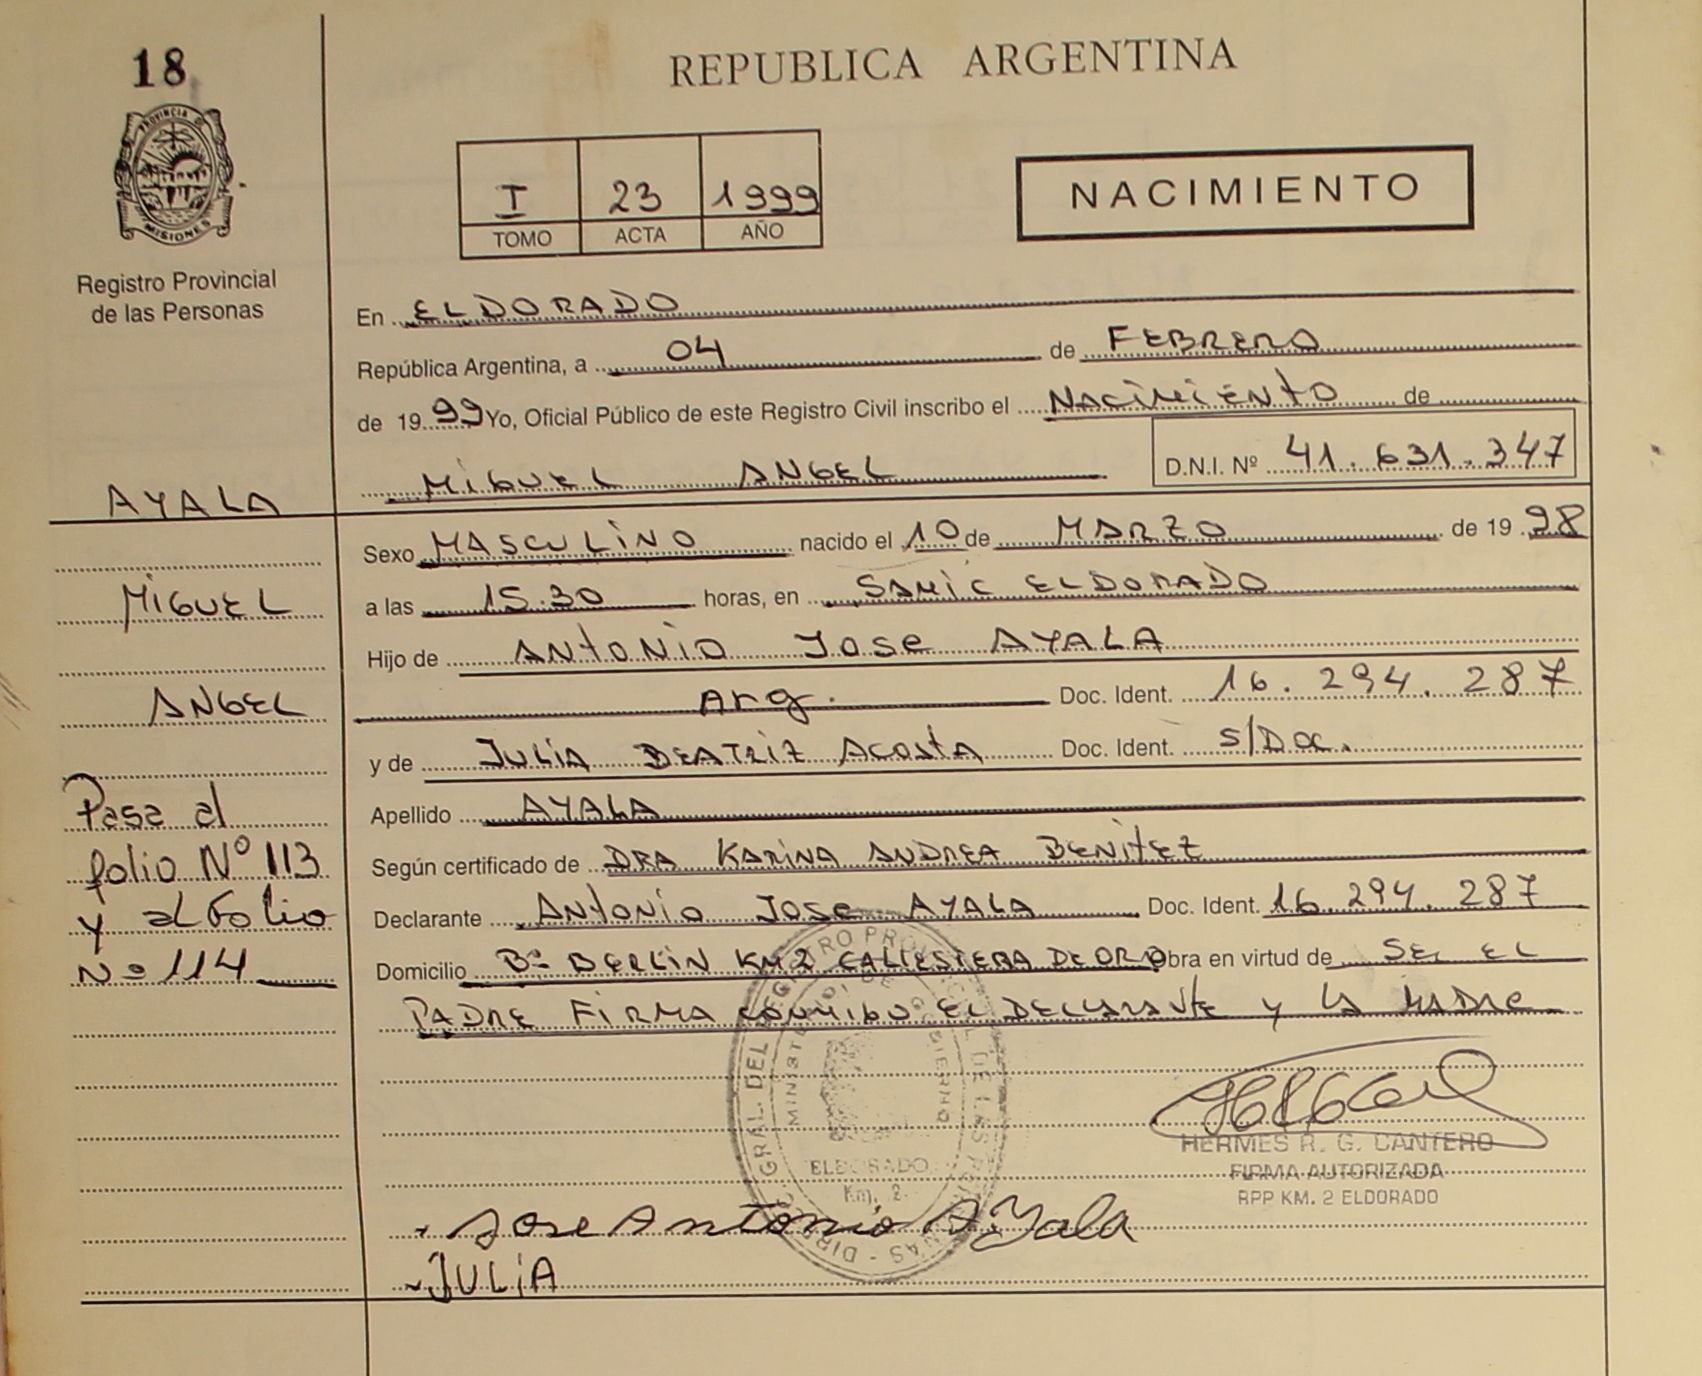 18
REPUBLICA ARGENTINA
PROVINCIA DE
MISIONES
Registro Provincial
de las Personas
I 23 1999
TOMO ACTA AÑO
NACIMIENTO
En ELDORADO
República Argentina, a 04 de FEBRERO
de 1999 Yo, Oficial Público de este Registro Civil inscribo el NACIMIENTO de
MIGUEL ANGEL D.N.I. Nº 41.631.347
AYALA
MIGUEL
ANGEL
Pasa al
folio Nº 113
y al folio
Nº 114
Sexo MASCULINO nacido el 10 de MARZO de 1998
a las 15.30 horas, en SAMIC ELDORADO
Hijo de ANTONIO JOSE AYALA
Arg. Doc. Ident. 16.294.287
y de JULIA BEATRIZ ACOSTA Doc. Ident. S/Doc.
Apellido AYALA
Según certificado de DRA KARINA ANDREA BENITEZ
Declarante ANTONIO JOSE AYALA Doc. Ident. 16.294.287
Domicilio Bº BERLIN KM2 Obra en virtud de SE EL
PADRE FIRMA CONMIGO EL DECLARANTE y LA MADRE
HERMES R. G. CANTERO
FIRMA AUTORIZADA
RPP KM. 2 ELDORADO
ELDORADO
Km. 2
Jose Antonio Ayala
JULIA